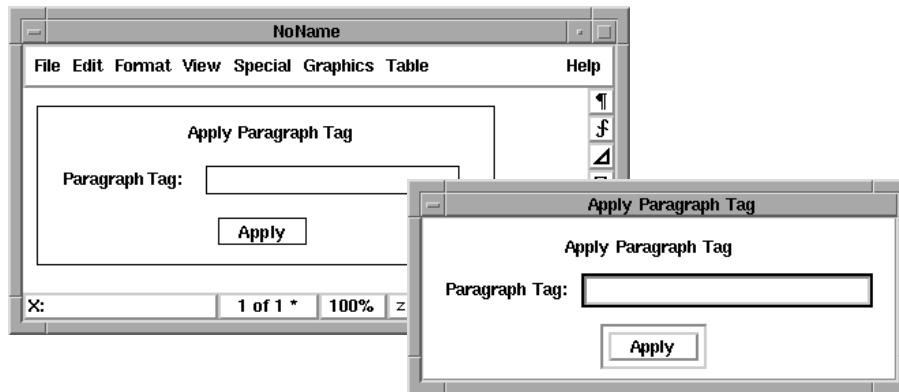 NoName
File Edit Format View Special Graphics Table Help
¶
Apply Paragraph Tag
Paragraph Tag:
Apply
X: 1 of 1 * 100% z
Apply Paragraph Tag
Apply Paragraph Tag
Paragraph Tag:
Apply